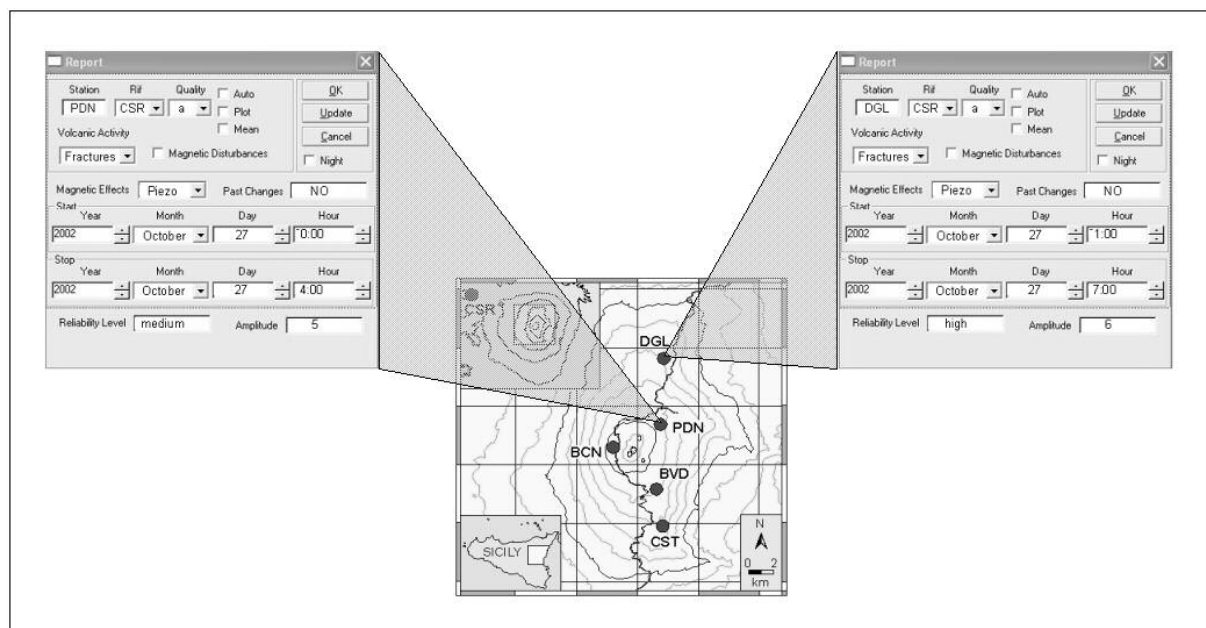 Report
Station Rif Quality Auto OK
PDN CSR a Plot Update
Volcanic Activity Mean Cancel
Fractures Magnetic Disturbances Night
Magnetic Effects Piezo Past Changes NO
Start
Year Month Day Hour
2002 October 27 0:00
Stop
Year Month Day Hour
2002 October 27 4:00
Reliability Level medium Amplitude 5
Report
Station Rif Quality Auto OK
DGL CSR a Plot Update
Volcanic Activity Mean Cancel
Fractures Magnetic Disturbances Night
Magnetic Effects Piezo Past Changes NO
Start
Year Month Day Hour
2002 October 27 1:00
Stop
Year Month Day Hour
2002 October 27 7:00
Reliability Level high Amplitude 6
CSR
DGL
PDN
BCN
BVD
CST
SICILY
N
0 2
km